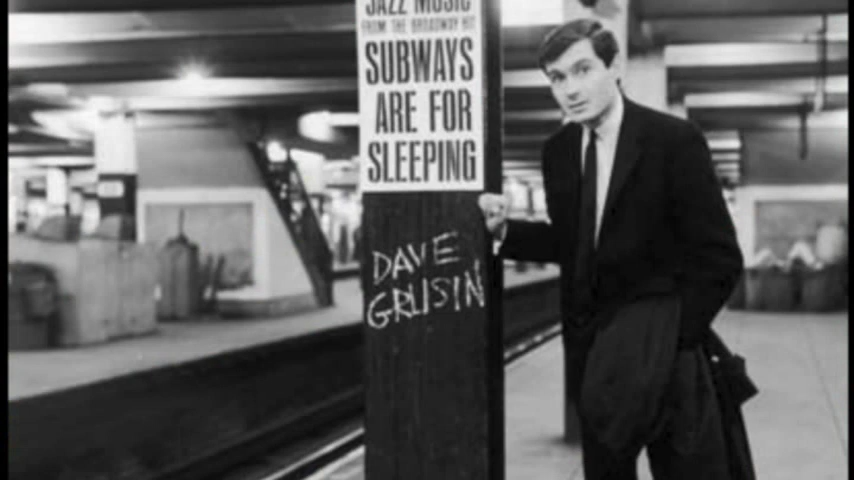 JAZZ MUSIC
FROM THE BROADWAY HIT
SUBWAYS
ARE FOR
SLEEPING
DAVE
GRUSIN